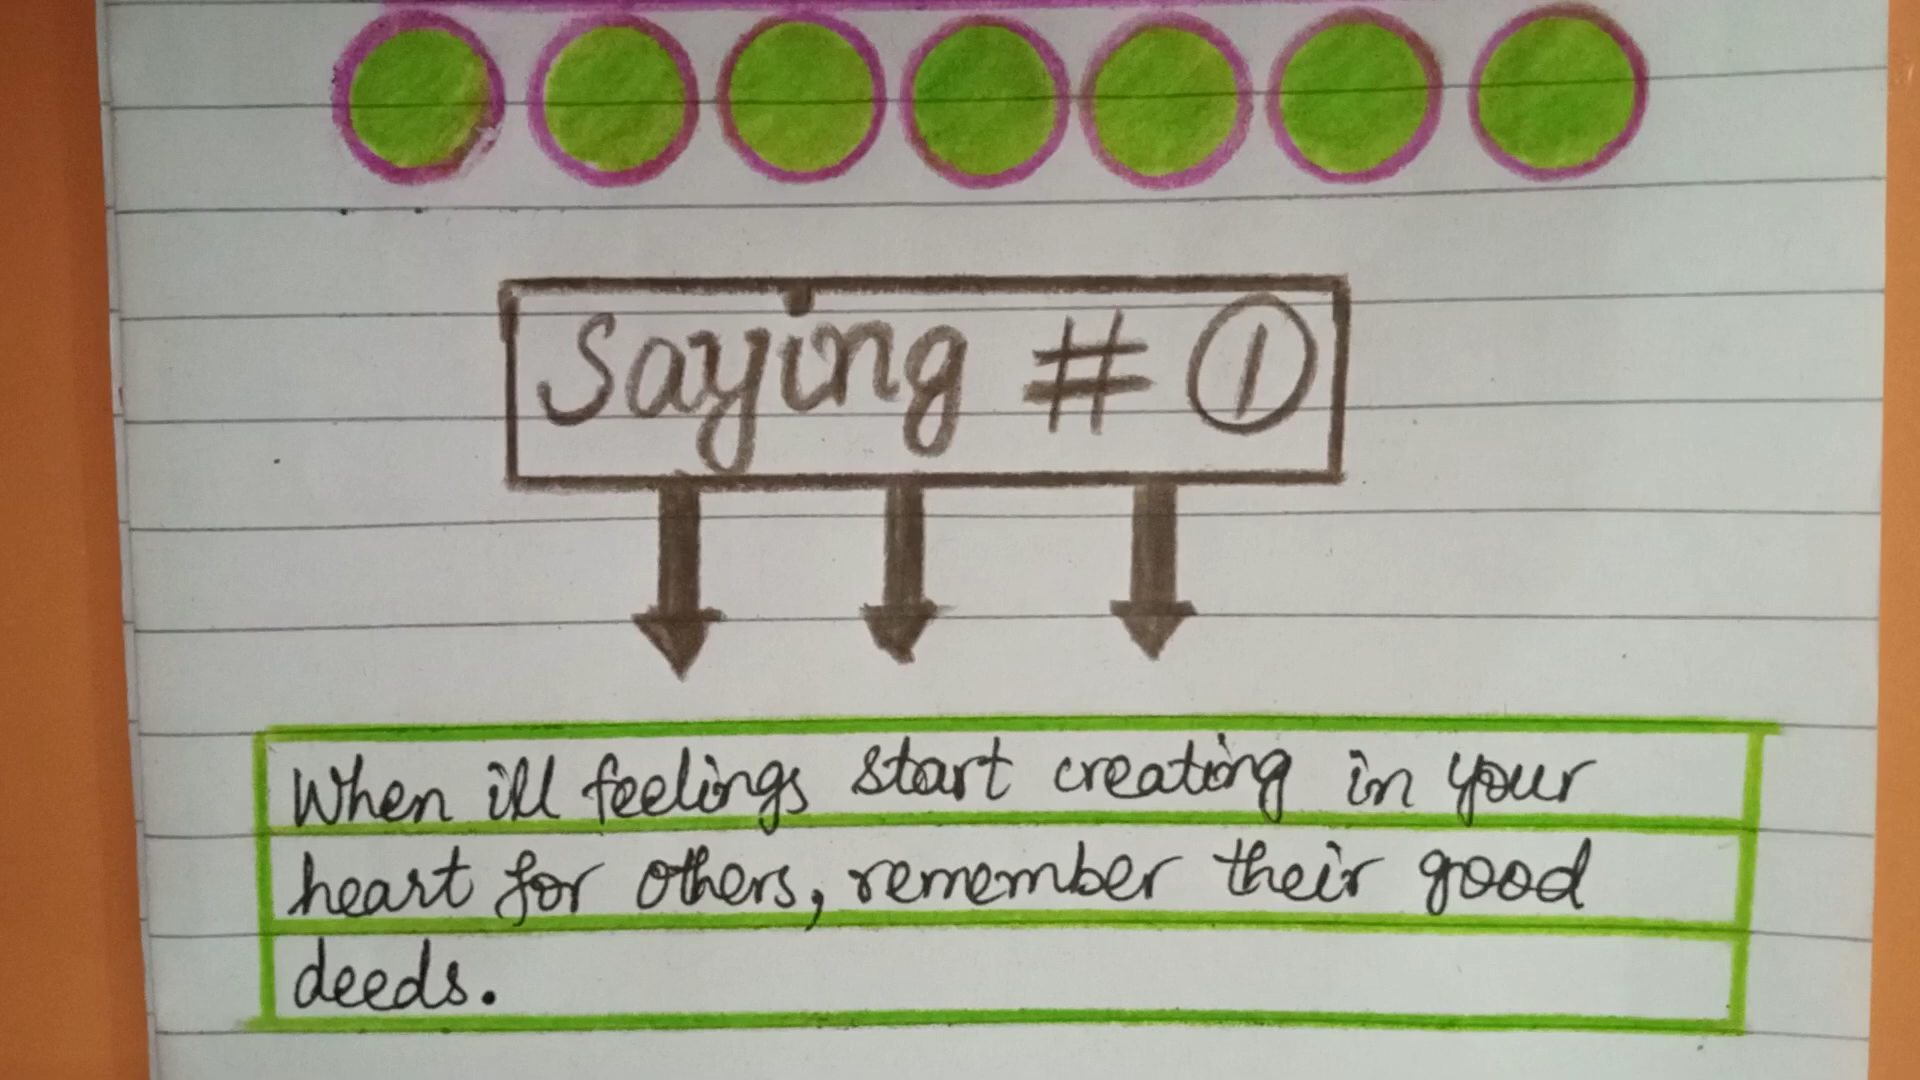 Saying # 1
When ill feelings start creating in your
heart for others, remember their good
deeds.